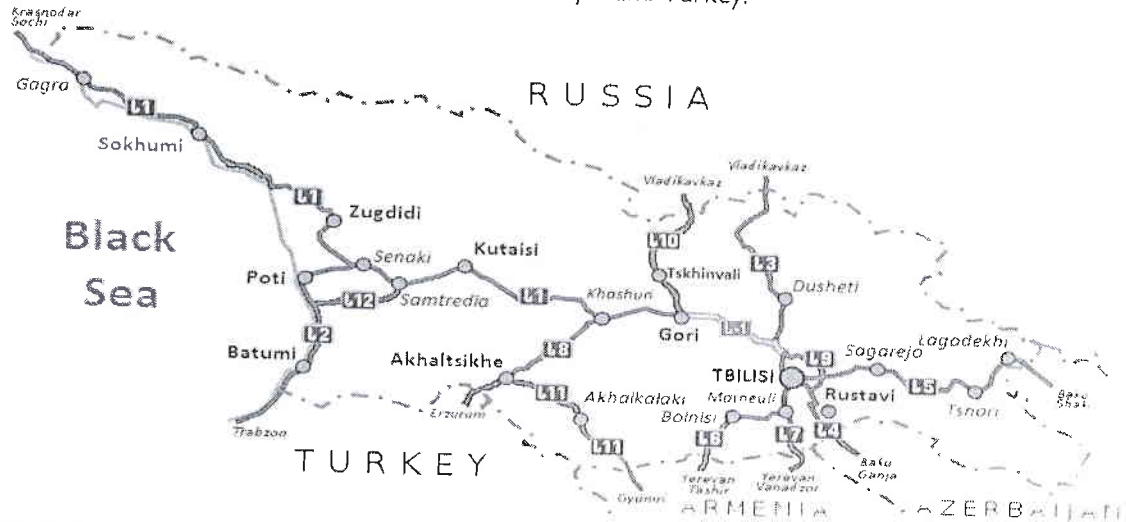 Turkey.
Krasnodar
Sochi
Gagra
L1
Sokhumi
RUSSIA
Vladikavkaz
Vladikavkaz
L1
Zugdidi
Black
Sea
Senaki
Kutaisi
L10
Tskhinvali
L3
Dusheti
Poti
L12
Samtredia
L1
Khashuri
Gori
L2
Batumi
Akhaltsikhe
L8
TBILISI
L9
Sagarejo
Lagodekhi
L5
Tsnori
Trabzon
Erzurum
L11
Akhalkalaki
Bolnisi
Marneuli
Rustavi
L11
L6
L7
L4
Baku
Ganja
TURKEY
Gyumri
Yerevan
Tashir
Yerevan
Vanadzor
ARMENIA
AZERBAIJAN